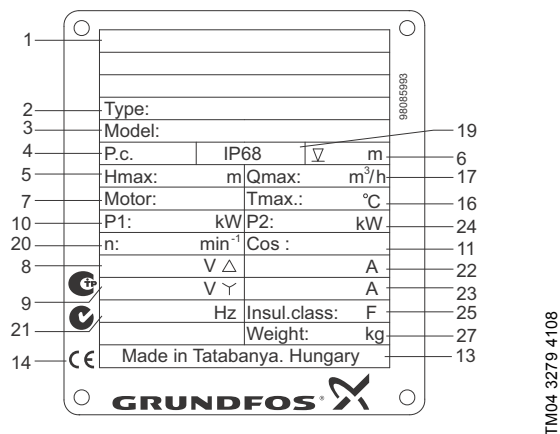 1
2 Type:
3 Model:
4 P.c. IP68 m 6
19
5 Hmax: m Qmax: m³/h 17
7 Motor: Tmax.: °C 16
10 P1: kW P2: kW 24
20 n: min⁻¹ Cos : 11
8 V △ A 22
9 V Y A 23
21 Hz Insul.class: F 25
Weight: kg 27
14 CE Made in Tatabanya. Hungary 13
GRUNDFOS®
98085993
TM04 3279 4108